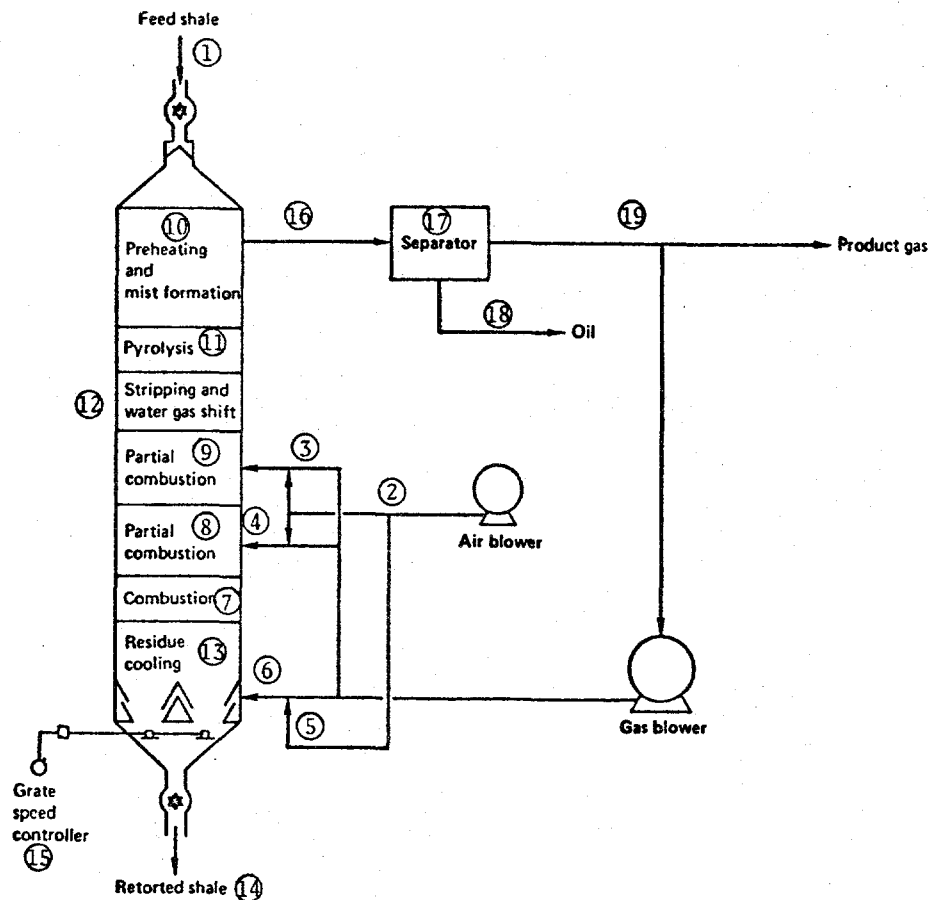 Feed shale
①
⑩
Preheating
and
mist formation
⑯
⑰
Separator
⑲
Product gas
⑱
Oil
Pyrolysis ⑪
⑫
Stripping and
water gas shift
③
Partial ⑨
combustion
②
Air blower
④
Partial ⑧
combustion
Combustion ⑦
Residue ⑬
cooling
⑥
⑤
Gas blower
Grate
speed
controller
⑮
Retorted shale ⑭